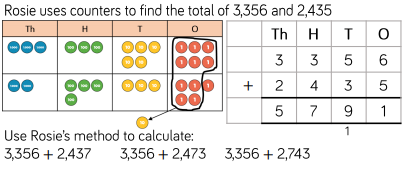 Rosie uses counters to find the total of 3,356 and 2,435
Th H T O
1000 1000 1000 100 100 100 10 10 10 1 1 1
10 10 1 1 1
1000 1000 100 100 100 10 10 10 1 1 1
100 1 1
10
Th H T O
3 3 5 6
+ 2 4 3 5
5 7 9 1
1
Use Rosie's method to calculate:
3,356 + 2,437 3,356 + 2,473 3,356 + 2,743